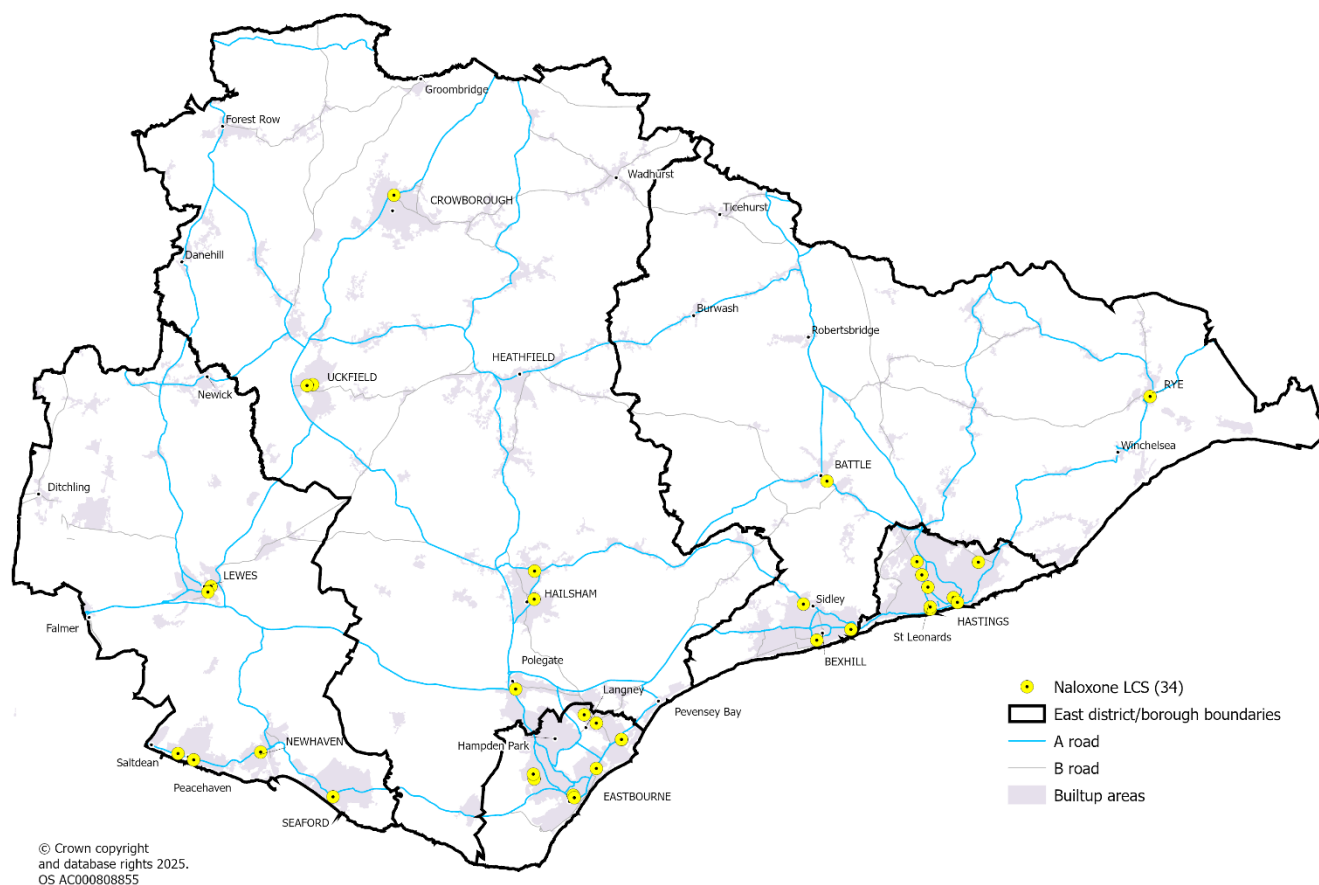 Groombridge
Forest Row
Wadhurst
CROWBOROUGH
Ticehurst
Danehill
Burwash
Robertsbridge
HEATHFIELD
UCKFIELD
RYE
Newick
Winchelsea
BATTLE
Ditchling
LEWES
HAILSHAM
Sidley
HASTINGS
Falmer
St Leonards
BEXHILL
Polegate
Langney
Pevensey Bay
Hampden Park
NEWHAVEN
Saltdean
Peacehaven
EASTBOURNE
SEAFORD
Naloxone LCS (34)
East district/borough boundaries
A road
B road
Builtup areas
© Crown copyright
and database rights 2025.
OS AC000808855